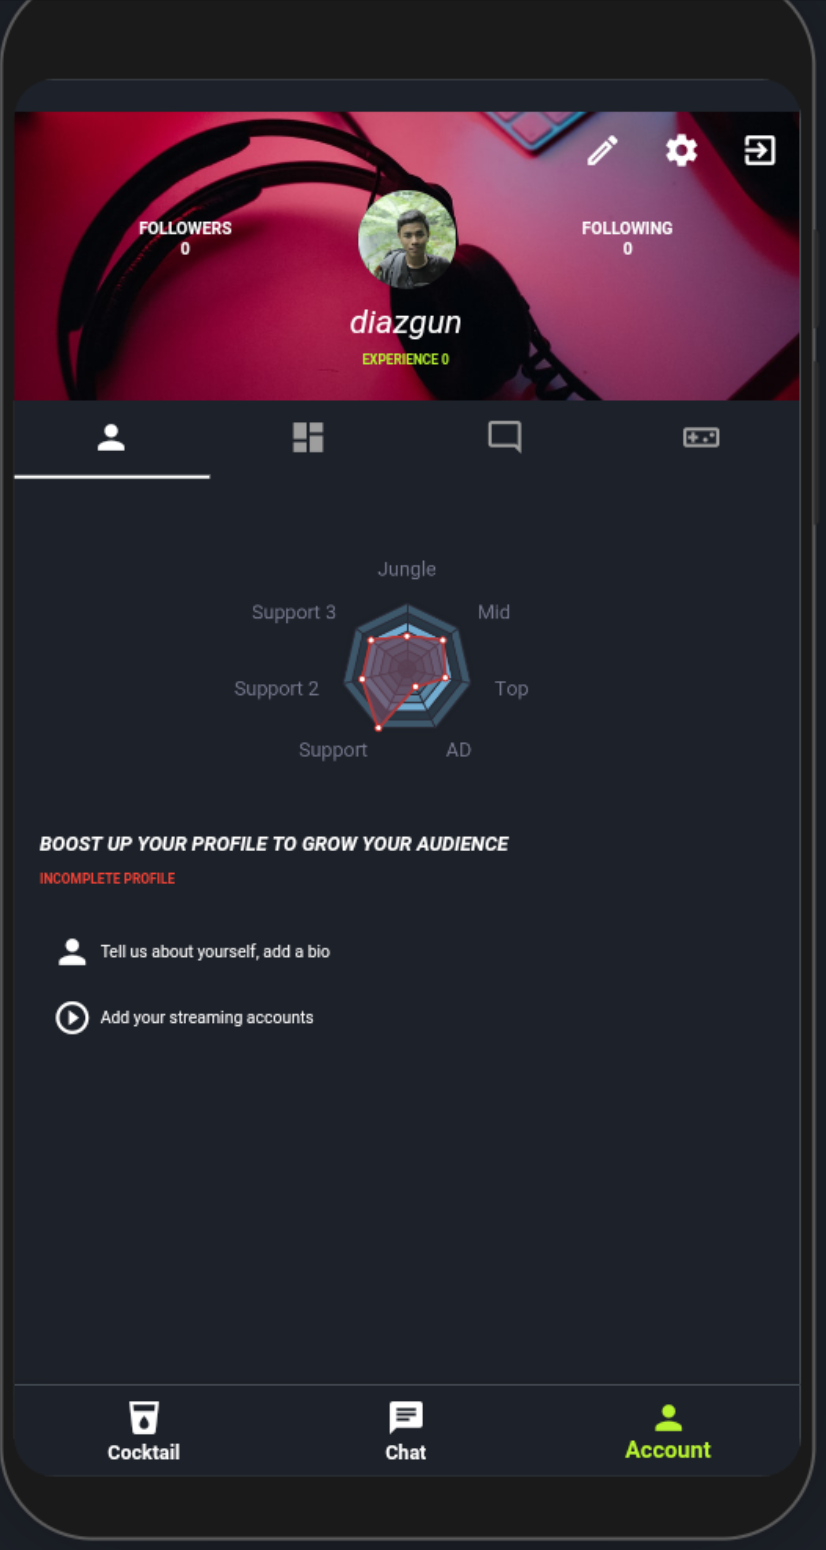 FOLLOWERS
0
FOLLOWING
0
diazgun
EXPERIENCE 0
Jungle
Support 3
Mid
Support 2
Top
Support
AD
BOOST UP YOUR PROFILE TO GROW YOUR AUDIENCE
INCOMPLETE PROFILE
Tell us about yourself, add a bio
Add your streaming accounts
Cocktail
Chat
Account